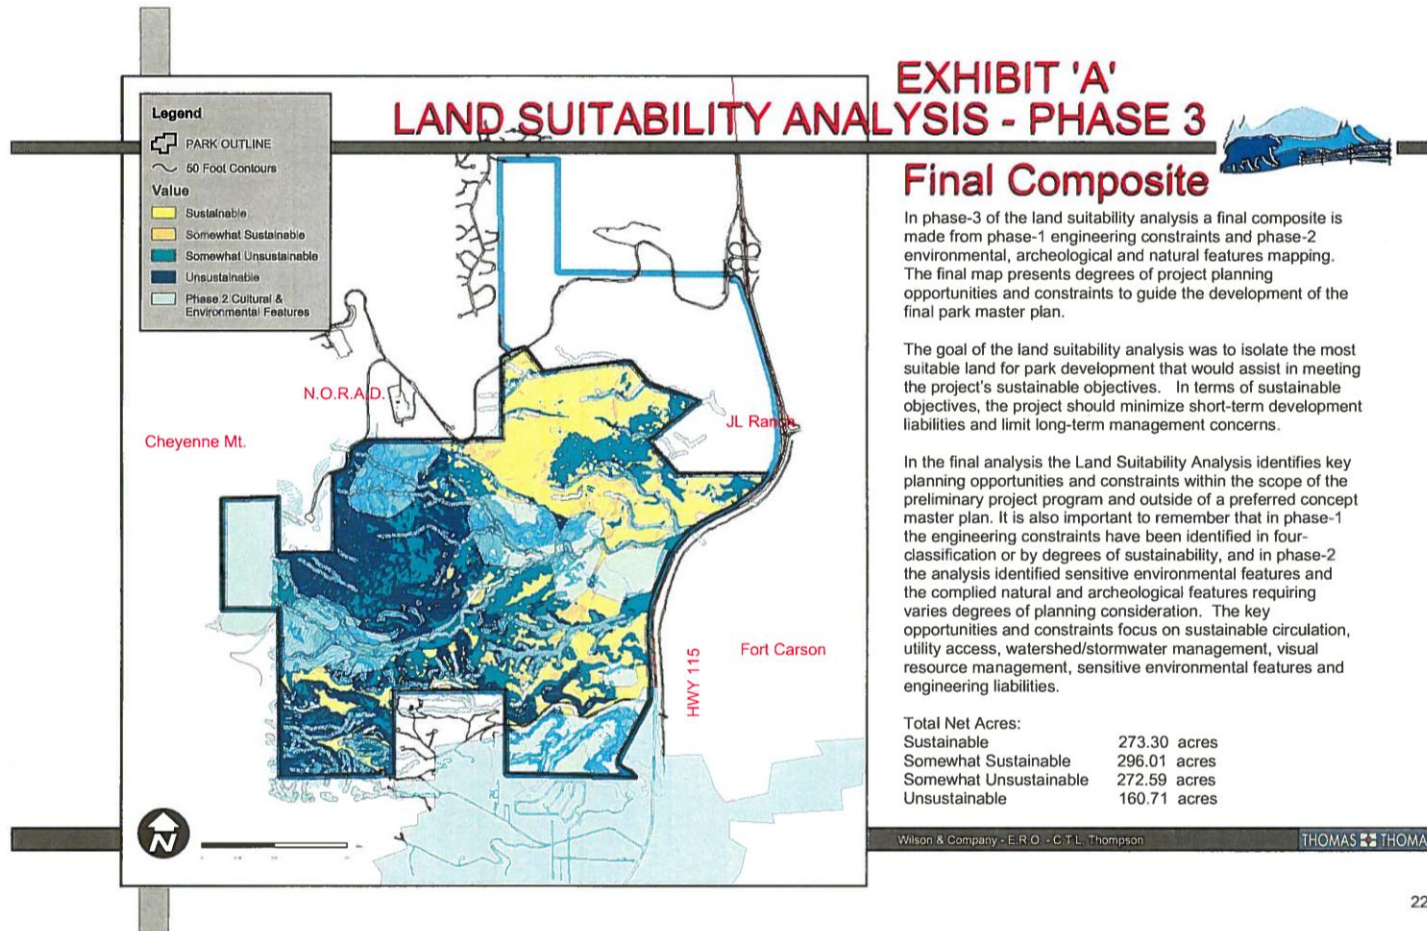 EXHIBIT 'A'
LAND SUITABILITY ANALYSIS - PHASE 3
Legend
PARK OUTLINE
50 Foot Contours
Value
Sustainable
Somewhat Sustainable
Somewhat Unsustainable
Unsustainable
Phase 2 Cultural &
Environmental Features
N.O.R.A.D.
Cheyenne Mt.
JL Ranch
Fort Carson
HWY 115
N
Final Composite
In phase-3 of the land suitability analysis a final composite is
made from phase-1 engineering constraints and phase-2
environmental, archeological and natural features mapping.
The final map presents degrees of project planning
opportunities and constraints to guide the development of the
final park master plan.
The goal of the land suitability analysis was to isolate the most
suitable land for park development that would assist in meeting
the project's sustainable objectives. In terms of sustainable
objectives, the project should minimize short-term development
liabilities and limit long-term management concerns.
In the final analysis the Land Suitability Analysis identifies key
planning opportunities and constraints within the scope of the
preliminary project program and outside of a preferred concept
master plan. It is also important to remember that in phase-1
the engineering constraints have been identified in four-
classification or by degrees of sustainability, and in phase-2
the analysis identified sensitive environmental features and
the complied natural and archeological features requiring
varies degrees of planning consideration. The key
opportunities and constraints focus on sustainable circulation,
utility access, watershed/stormwater management, visual
resource management, sensitive environmental features and
engineering liabilities.
Total Net Acres:
Sustainable 273.30 acres
Somewhat Sustainable 296.01 acres
Somewhat Unsustainable 272.59 acres
Unsustainable 160.71 acres
Wilson & Company - E.R.O. - C.T.L. Thompson
THOMAS THOMA
22